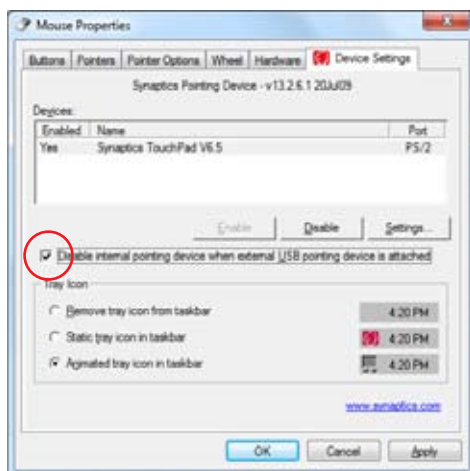 Mouse Properties
Buttons Pointers Pointer Options Wheel Hardware Device Settings
Synaptics Pointing Device - v13.2.6.1 20Jul09
Devices:
Enabled Name Port
Yes Synaptics TouchPad V6.5 PS/2
Enable Disable Settings...
Disable internal pointing device when external USB pointing device is attached
Tray Icon
Remove tray icon from taskbar 4:20 PM
Static tray icon in taskbar 4:20 PM
Animated tray icon in taskbar 4:20 PM
www.synaptics.com
OK Cancel Apply